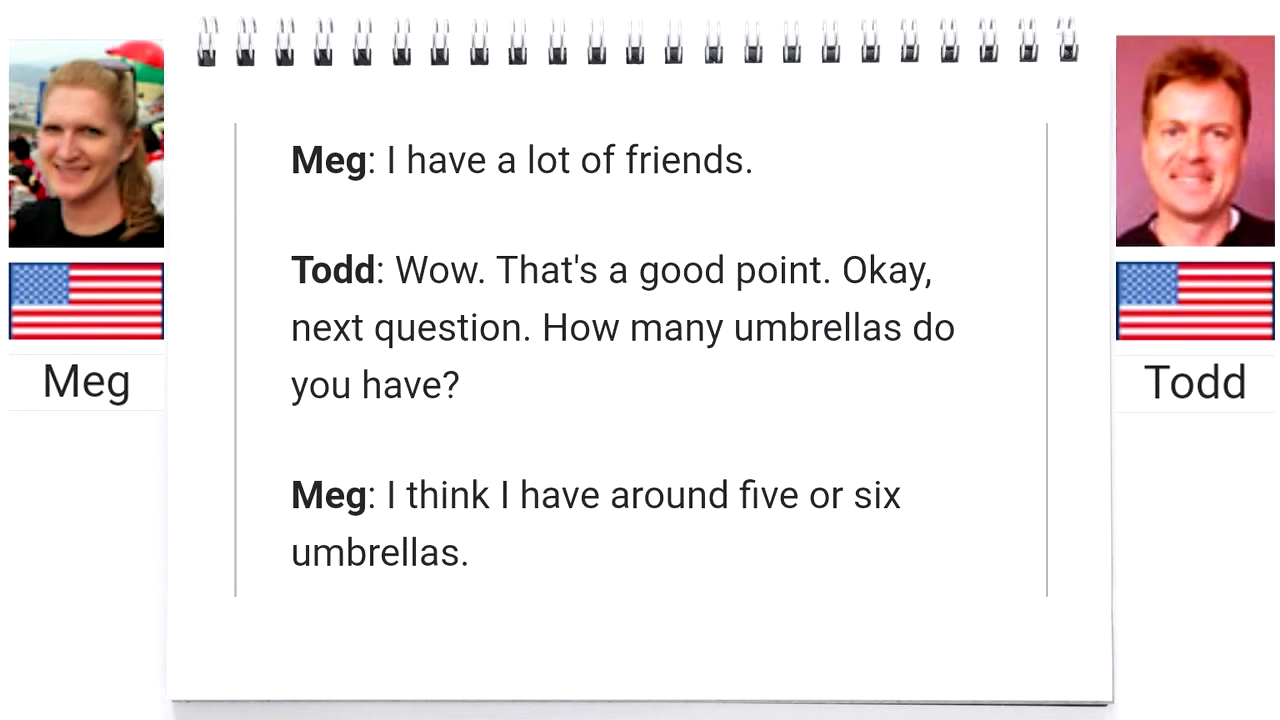 Meg: I have a lot of friends.
Todd: Wow. That's a good point. Okay,
next question. How many umbrellas do
you have?
Meg: I think I have around five or six
umbrellas.
Meg
Todd